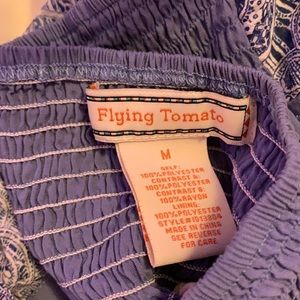 Flying Tomato
M
SELF:
100%POLYESTER
CONTRAST A:
100%POLYESTER
CONTRAST B:
100%RAYON
LINING:
100%POLYESTER
STYLE#1013304
MADE IN CHINA
SEE REVERSE
FOR CARE